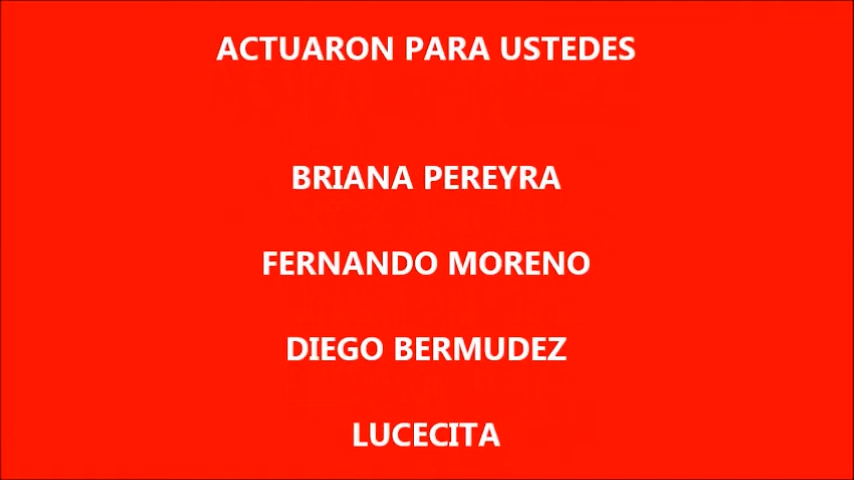 ACTUARON PARA USTEDES
BRIANA PEREYRA
FERNANDO MORENO
DIEGO BERMUDEZ
LUCECITA